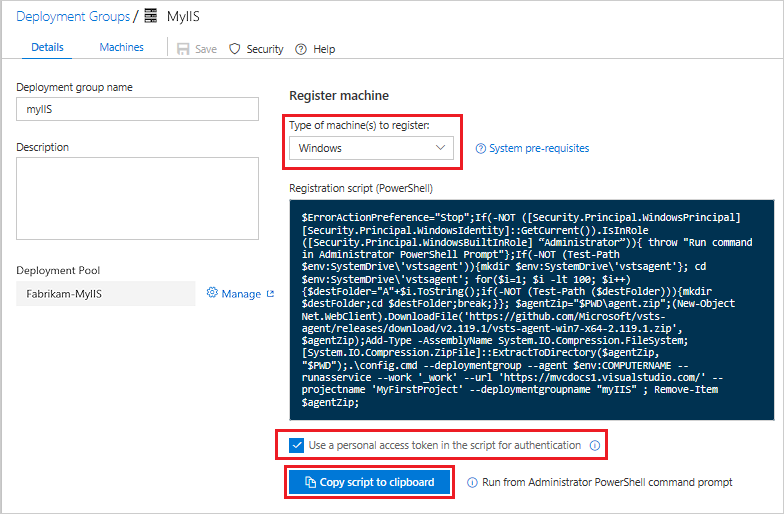 Deployment Groups / MyIIS
Details Machines Save Security Help
Deployment group name
myIIS
Description
Deployment Pool
Fabrikam-MyIIS Manage
Register machine
Type of machine(s) to register:
Windows System pre-requisites
Registration script (PowerShell)
$ErrorActionPreference="Stop";If(-NOT ([Security.Principal.WindowsPrincipal]
[Security.Principal.WindowsIdentity]::GetCurrent()).IsInRole
([Security.Principal.WindowsBuiltInRole] “Administrator”)){ throw "Run command
in Administrator PowerShell Prompt"};If(-NOT (Test-Path
$env:SystemDrive\'vstsagent')){mkdir $env:SystemDrive\'vstsagent'}; cd
$env:SystemDrive\'vstsagent'; for($i=1; $i -lt 100; $i++)
{$destFolder="A"+$i.ToString();if(-NOT (Test-Path ($destFolder))){mkdir
$destFolder;cd $destFolder;break;}}; $agentZip="$PWD\agent.zip";(New-Object
Net.WebClient).DownloadFile('https://github.com/Microsoft/vsts-
agent/releases/download/v2.119.1/vsts-agent-win7-x64-2.119.1.zip',
$agentZip);Add-Type -AssemblyName System.IO.Compression.FileSystem;
[System.IO.Compression.ZipFile]::ExtractToDirectory($agentZip,
"$PWD");.\config.cmd --deploymentgroup --agent $env:COMPUTERNAME --
runasservice --work '_work' --url 'https://mvcdocs1.visualstudio.com/' --
projectname 'MyFirstProject' --deploymentgroupname "myIIS" ; Remove-Item
$agentZip;
Use a personal access token in the script for authentication
Copy script to clipboard Run from Administrator PowerShell command prompt